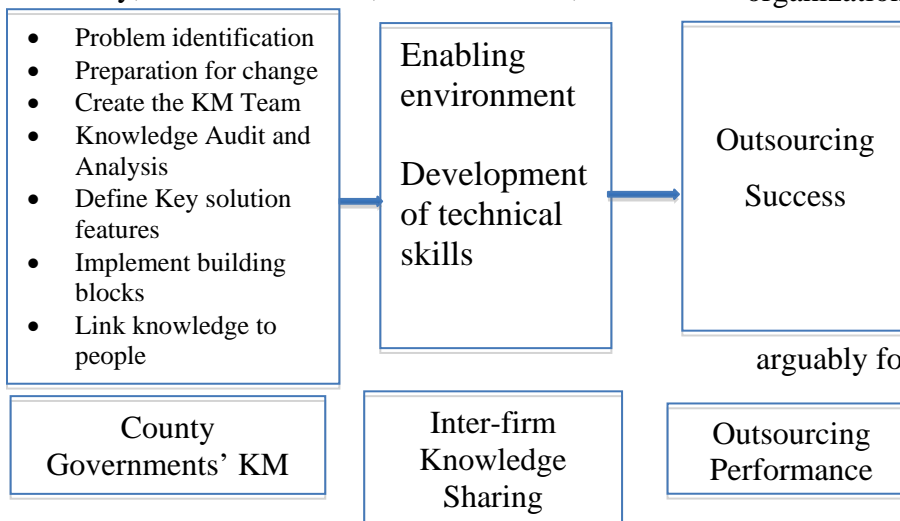 organization
• Problem identification
• Preparation for change
• Create the KM Team
• Knowledge Audit and
Analysis
• Define Key solution
features
• Implement building
blocks
• Link knowledge to
people
Enabling
environment
Development
of technical
skills
Outsourcing
Success
arguably fo
County
Governments’ KM
Inter-firm
Knowledge
Sharing
Outsourcing
Performance